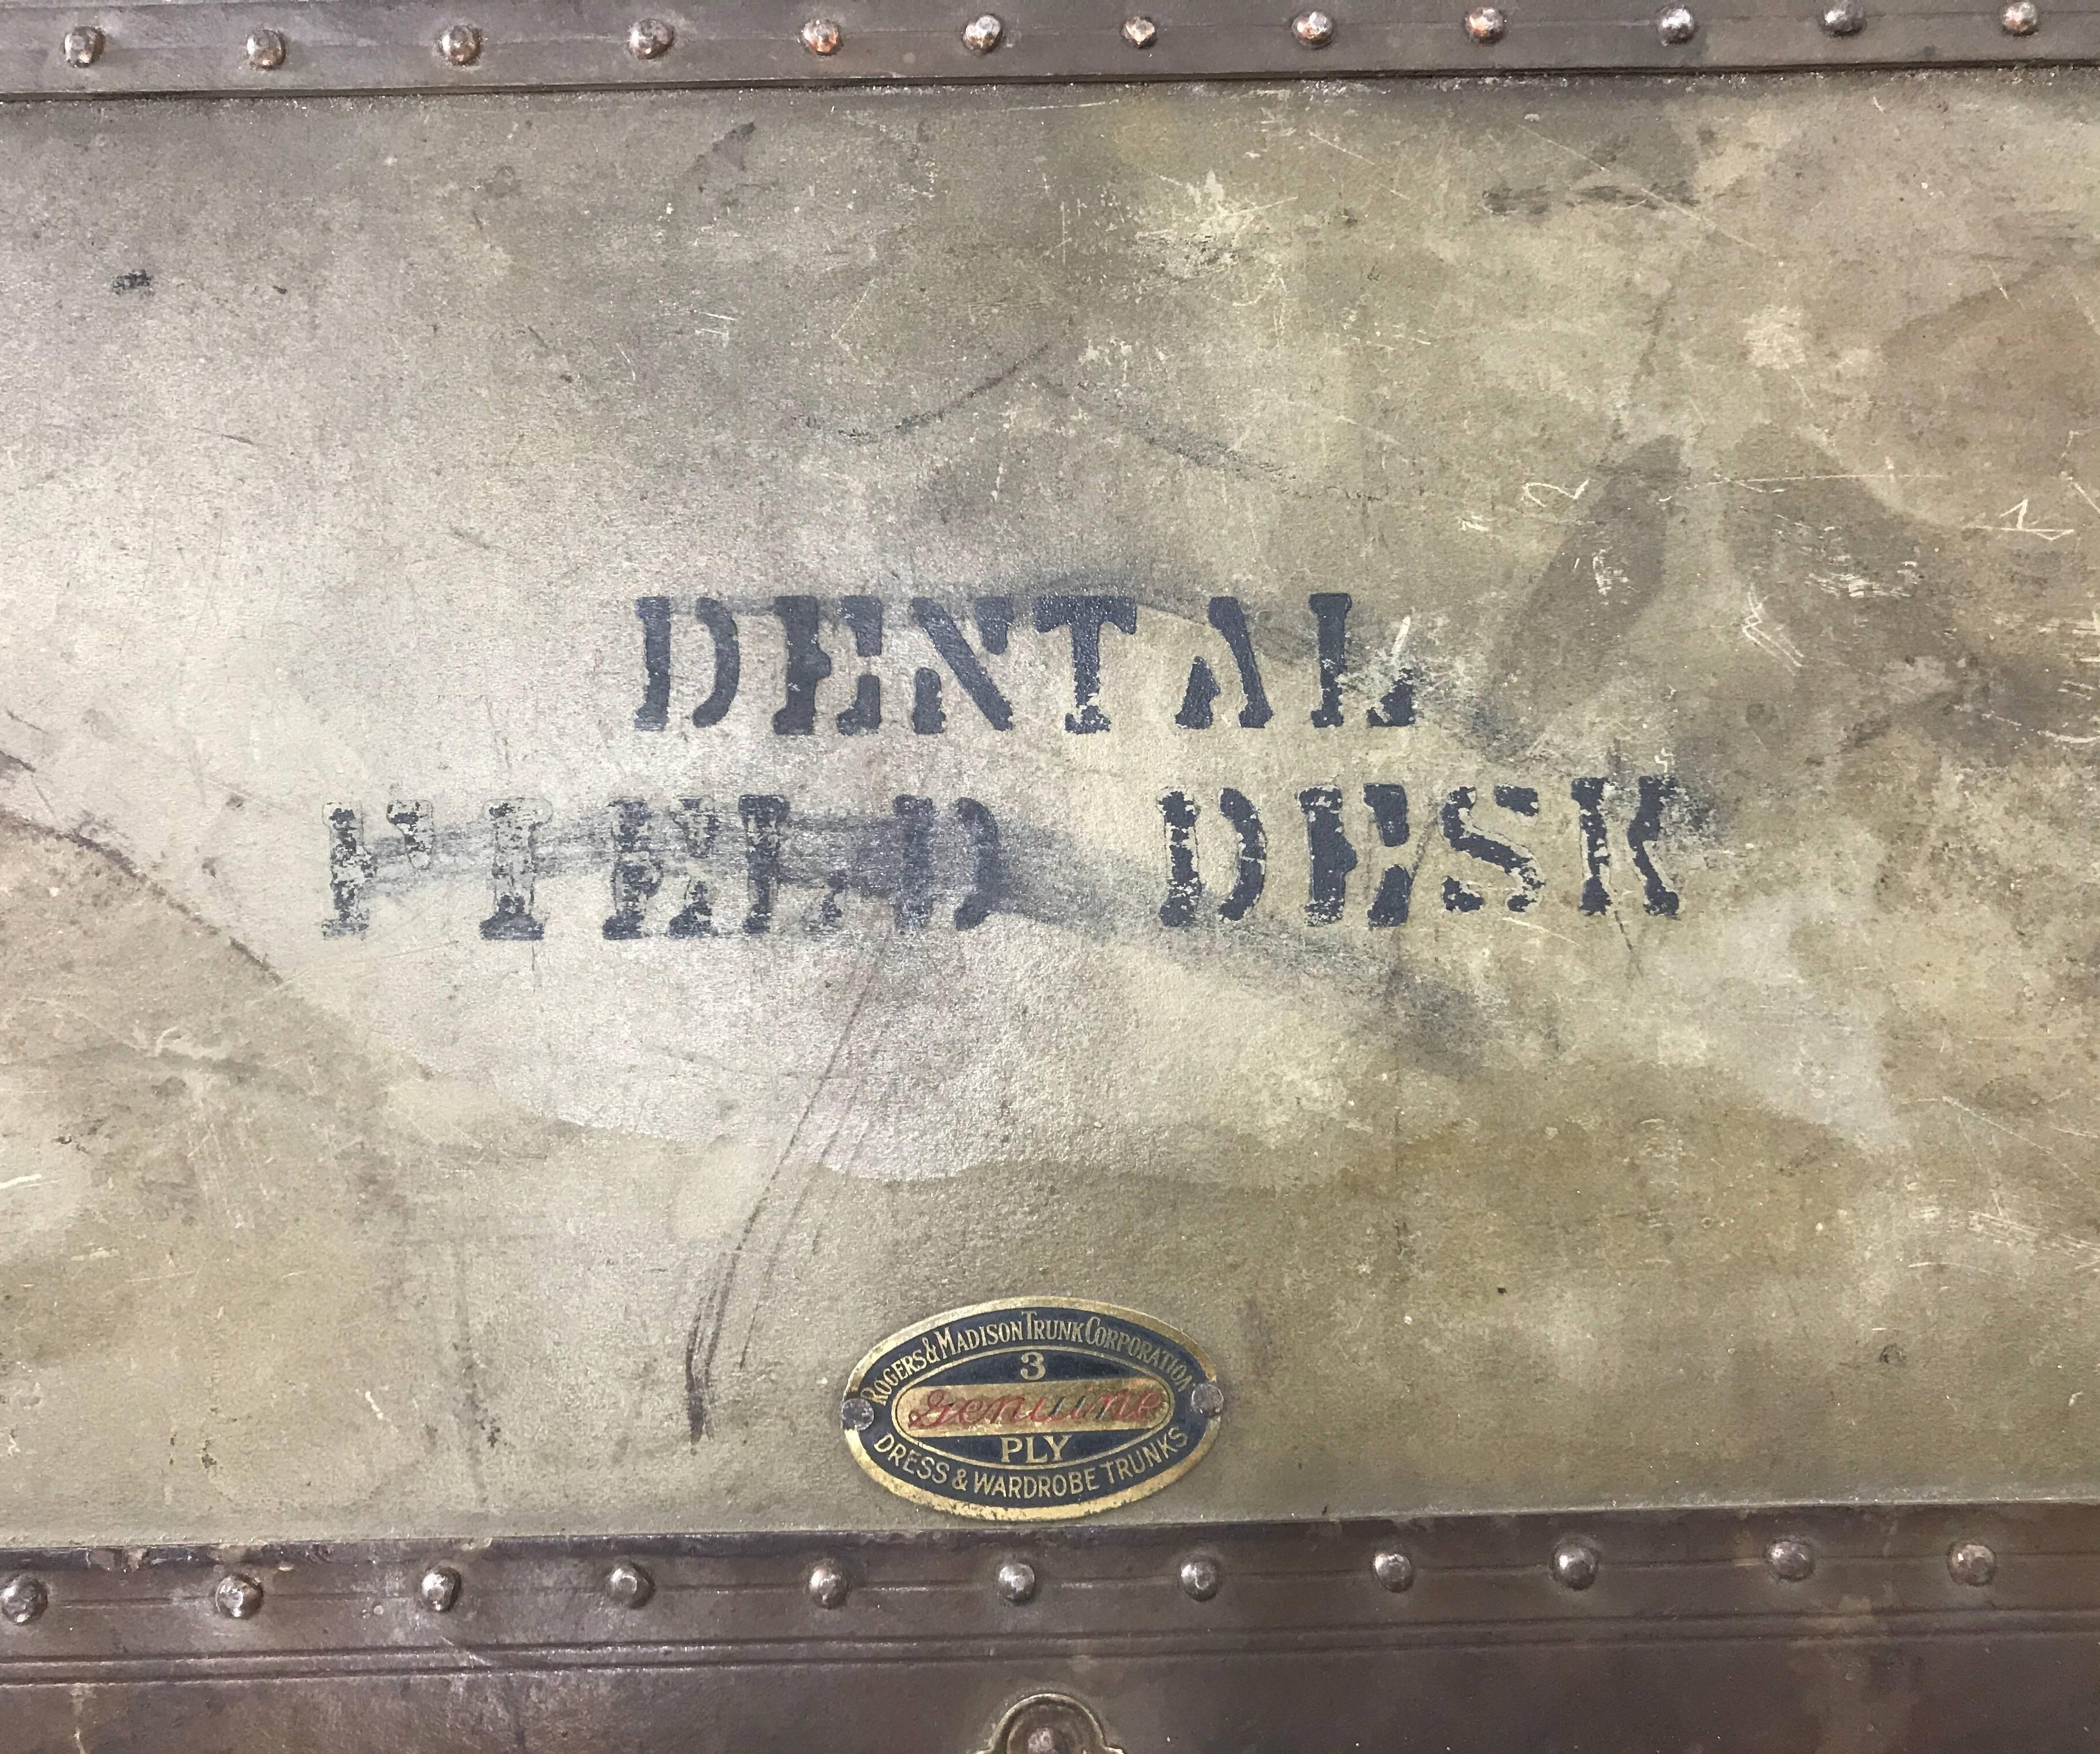 DENTAL
FIELD DESK
ROGERS & MADISON TRUNK CORPORATION
3
Genuine
PLY
DRESS & WARDROBE TRUNKS